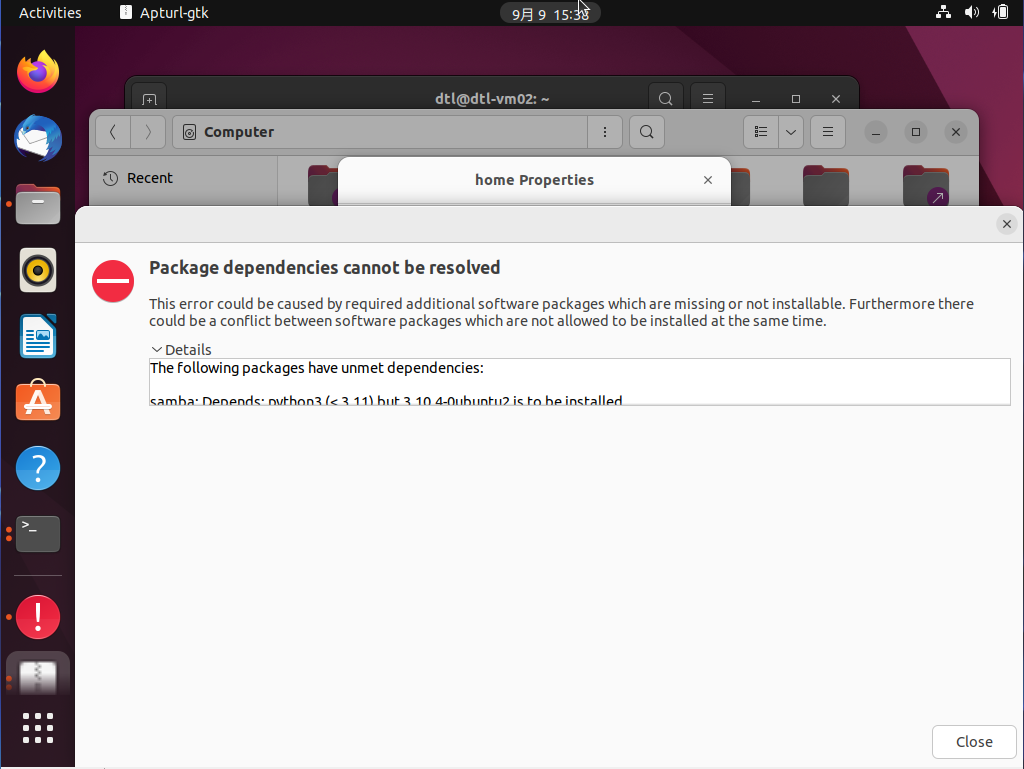 Activities
Apturl-gtk
9月 9 15:38
dtl@dtl-vm02: ~
Computer
Recent
home Properties
Package dependencies cannot be resolved
This error could be caused by required additional software packages which are missing or not installable. Furthermore there
could be a conflict between software packages which are not allowed to be installed at the same time.
Details
The following packages have unmet dependencies:
samba: Depends: python3 (< 3.11) but 3.10.4-0ubuntu2 is to be installed
Close